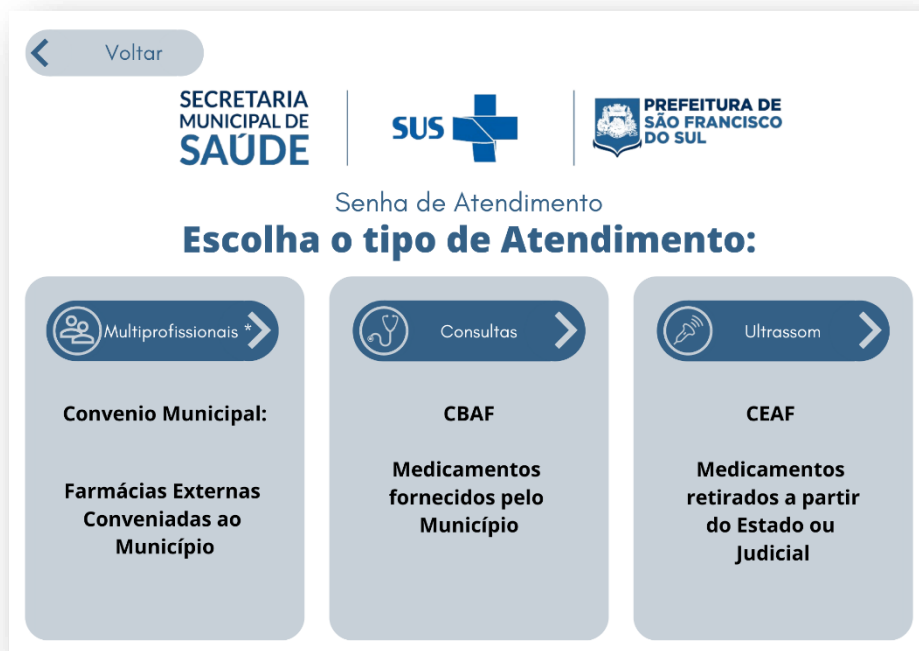 Voltar
SECRETARIA
MUNICIPAL DE
SAÚDE
SUS
PREFEITURA DE
SÃO FRANCISCO
DO SUL
Senha de Atendimento
Escolha o tipo de Atendimento:
Multiprofissionais *
Convenio Municipal:
Farmácias Externas
Conveniadas ao
Município
Consultas
CBAF
Medicamentos
fornecidos pelo
Município
Ultrassom
CEAF
Medicamentos
retirados a partir
do Estado ou
Judicial